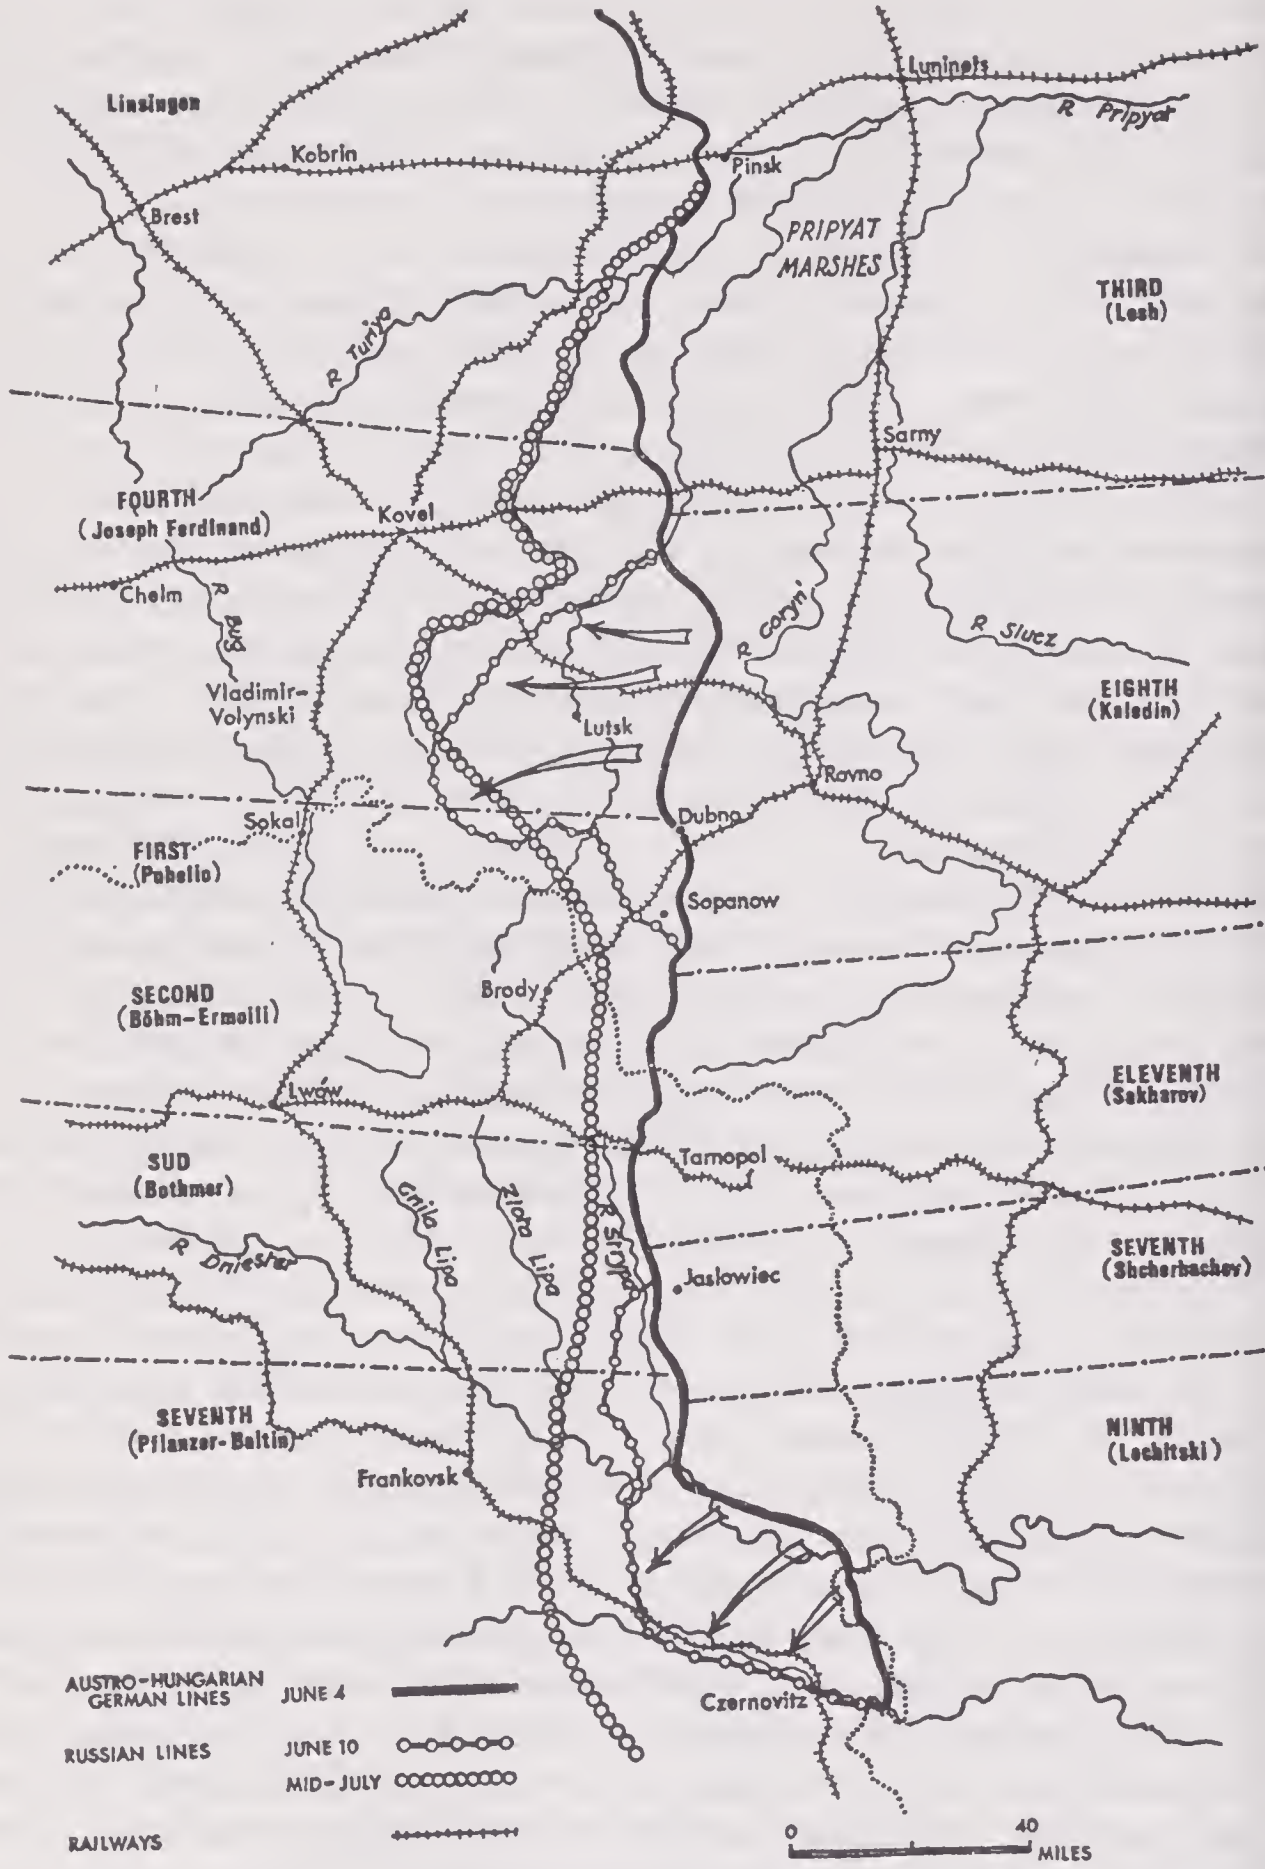 Luninets
R Pripyat
Linsingen
Kobrin
Pinsk
Brest
PRIPYAT
MARSHES
THIRD
(Lesh)
R Turiya
Sarny
FOURTH
(Joseph Ferdinand)
Kovel
Chelm
R Bug
R Goryn'
R Slucz
Vladimir-
Volynski
EIGHTH
(Kaledin)
Lutsk
Rovno
Sokal
Dubno
FIRST
(Puhallo)
Sopanow
SECOND
(Böhm-Ermolli)
Brody
Lwów
ELEVENTH
(Sakharov)
SUD
(Bothmer)
Tarnopol
Gnila Lipa
Zlota Lipa
R Strypa
R Dniester
Jaslowiec
SEVENTH
(Shcherbachev)
SEVENTH
(Pflanzer-Baltin)
NINTH
(Lechitski)
Frankovsk
Czernovitz
AUSTRO-HUNGARIAN
GERMAN LINES JUNE 4
RUSSIAN LINES JUNE 10
MID-JULY
RAILWAYS
0 40
MILES